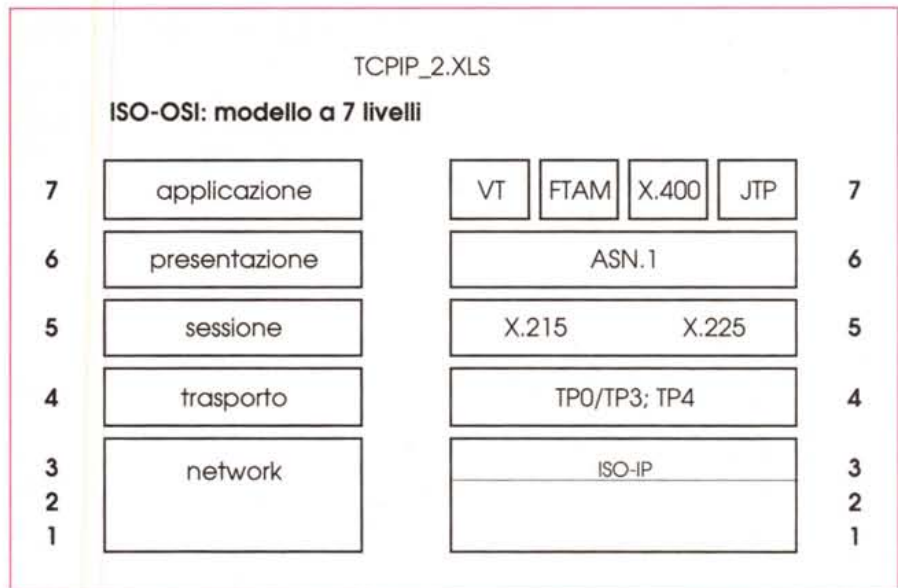 TCPIP_2.XLS
ISO-OSI: modello a 7 livelli
7 applicazione VT FTAM X.400 JTP 7
6 presentazione ASN.1 6
5 sessione X.215 X.225 5
4 trasporto TP0/TP3; TP4 4
3 network ISO-IP 3
2 2
1 1